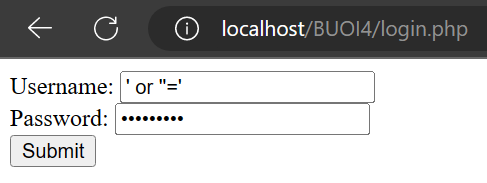 localhost/BUOI4/login.php
Username: ' or ''='
Password: •••••••••
Submit